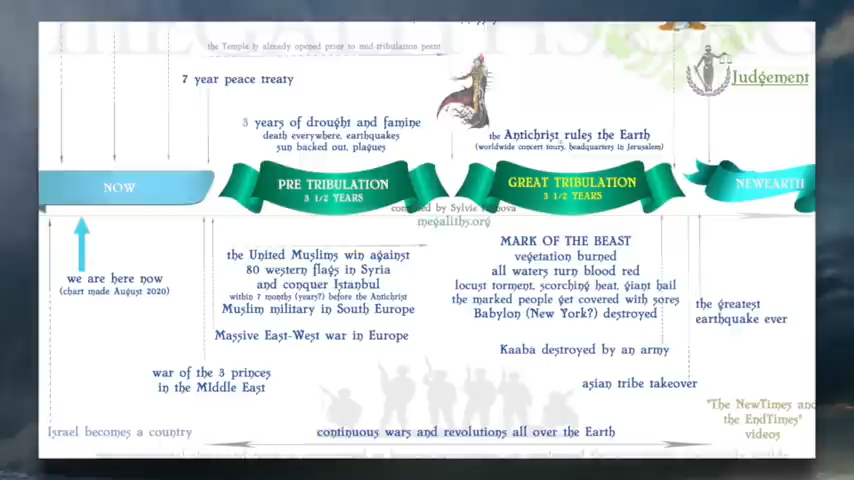 the Temple is already opened prior to mid-tribulation point
7 year peace treaty
Judgement
3 years of drought and famine
death everywhere, earthquakes
sun backed out, plagues
the Antichrist rules the Earth
(worldwide concert tours, headquarters in Jerusalem)
NOW
PRE TRIBULATION
3 1/2 YEARS
GREAT TRIBULATION
3 1/2 YEARS
NEWEARTH
by Sylvie
megaliths.org
we are here now
(chart made August 2020)
the United Muslims win against
80 western flags in Syria
and conquer Istanbul
within 7 months (years?) before the Antichrist
Muslim military in South Europe
Massive East-West war in Europe
MARK OF THE BEAST
vegetation burned
all waters turn blood red
locust torment, scorching heat, giant hail
the marked people get covered with sores
Babylon (New York?) destroyed
the greatest
earthquake ever
Kaaba destroyed by an army
war of the 3 princes
in the MIddle East
asian tribe takeover
"The NewTimes and
the EndTimes"
videos
Israel becomes a country
continuous wars and revolutions all over the Earth